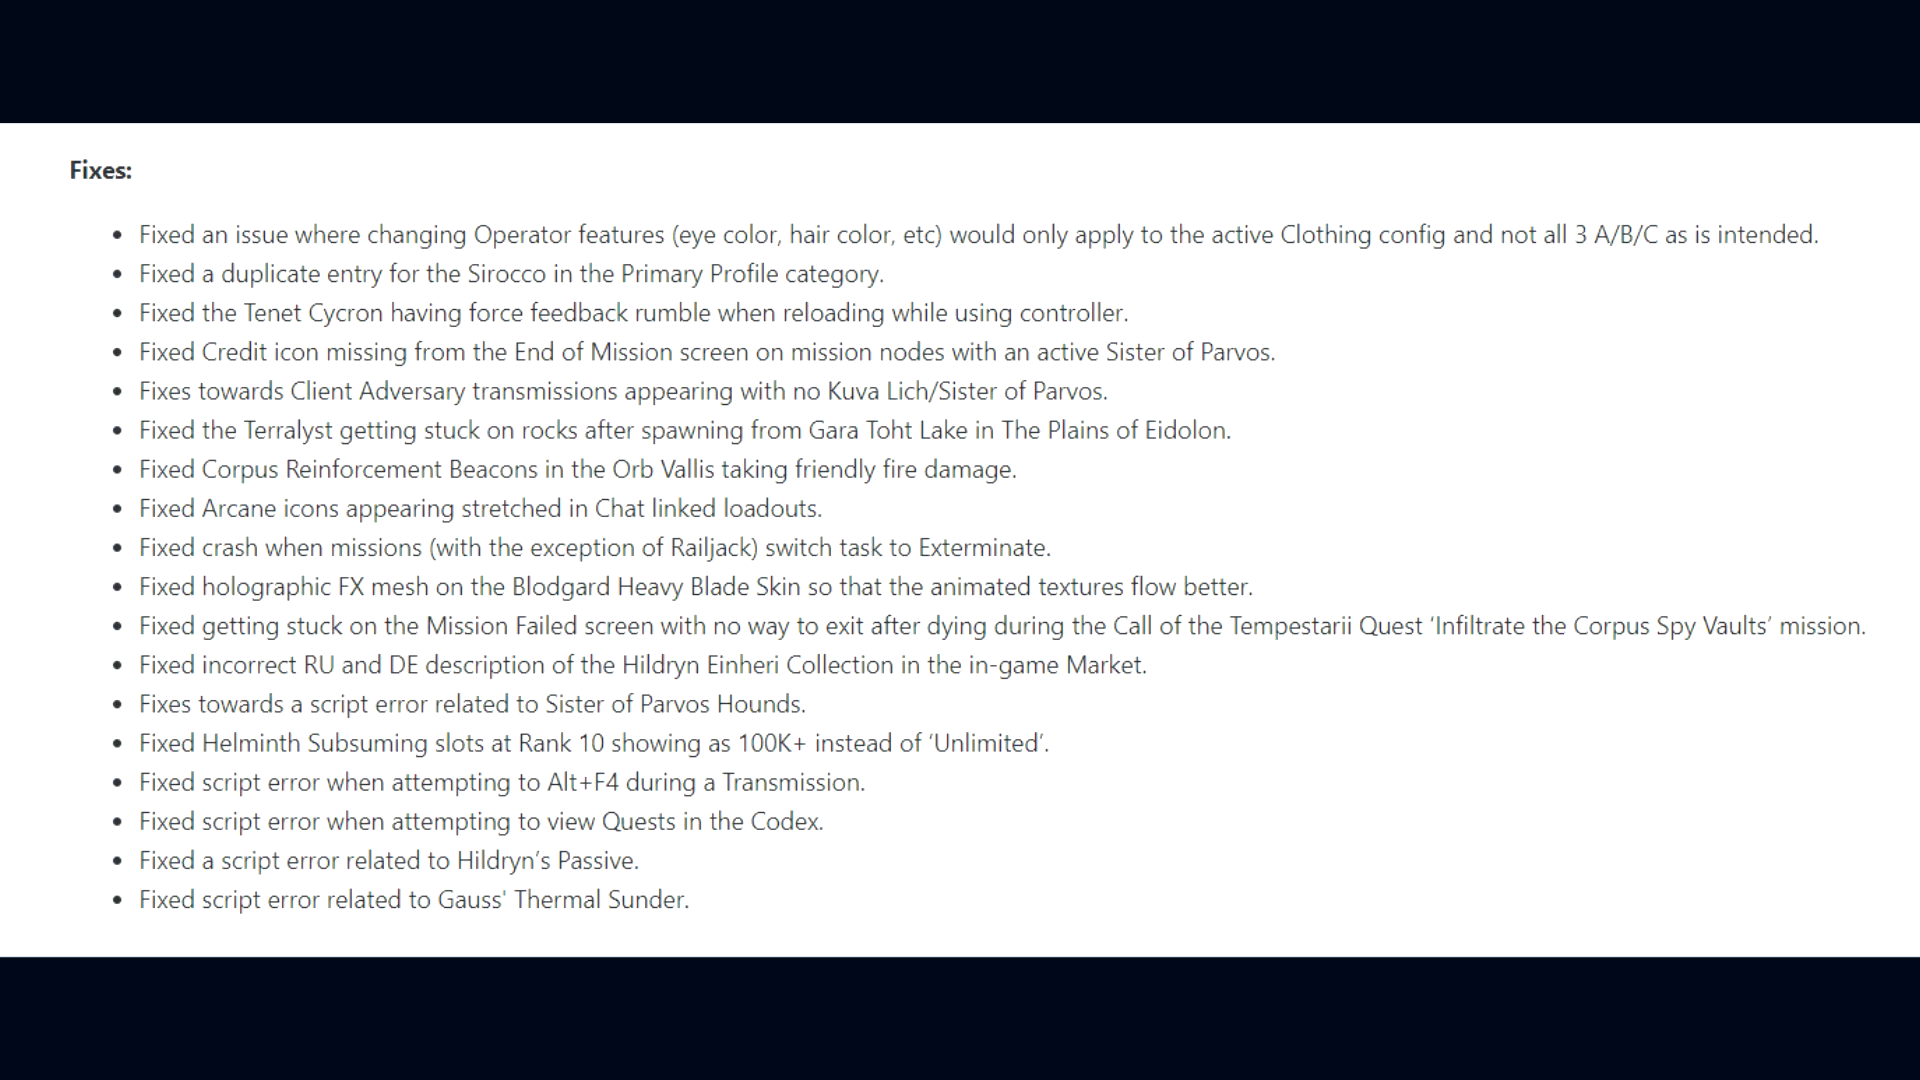 Fixes:
• Fixed an issue where changing Operator features (eye color, hair color, etc) would only apply to the active Clothing config and not all 3 A/B/C as is intended.
• Fixed a duplicate entry for the Sirocco in the Primary Profile category.
• Fixed the Tenet Cycron having force feedback rumble when reloading while using controller.
• Fixed Credit icon missing from the End of Mission screen on mission nodes with an active Sister of Parvos.
• Fixes towards Client Adversary transmissions appearing with no Kuva Lich/Sister of Parvos.
• Fixed the Terralyst getting stuck on rocks after spawning from Gara Toht Lake in The Plains of Eidolon.
• Fixed Corpus Reinforcement Beacons in the Orb Vallis taking friendly fire damage.
• Fixed Arcane icons appearing stretched in Chat linked loadouts.
• Fixed crash when missions (with the exception of Railjack) switch task to Exterminate.
• Fixed holographic FX mesh on the Blodgard Heavy Blade Skin so that the animated textures flow better.
• Fixed getting stuck on the Mission Failed screen with no way to exit after dying during the Call of the Tempestarii Quest ‘Infiltrate the Corpus Spy Vaults’ mission.
• Fixed incorrect RU and DE description of the Hildryn Einheri Collection in the in-game Market.
• Fixes towards a script error related to Sister of Parvos Hounds.
• Fixed Helminth Subsuming slots at Rank 10 showing as 100K+ instead of ‘Unlimited’.
• Fixed script error when attempting to Alt+F4 during a Transmission.
• Fixed script error when attempting to view Quests in the Codex.
• Fixed a script error related to Hildryn’s Passive.
• Fixed script error related to Gauss' Thermal Sunder.